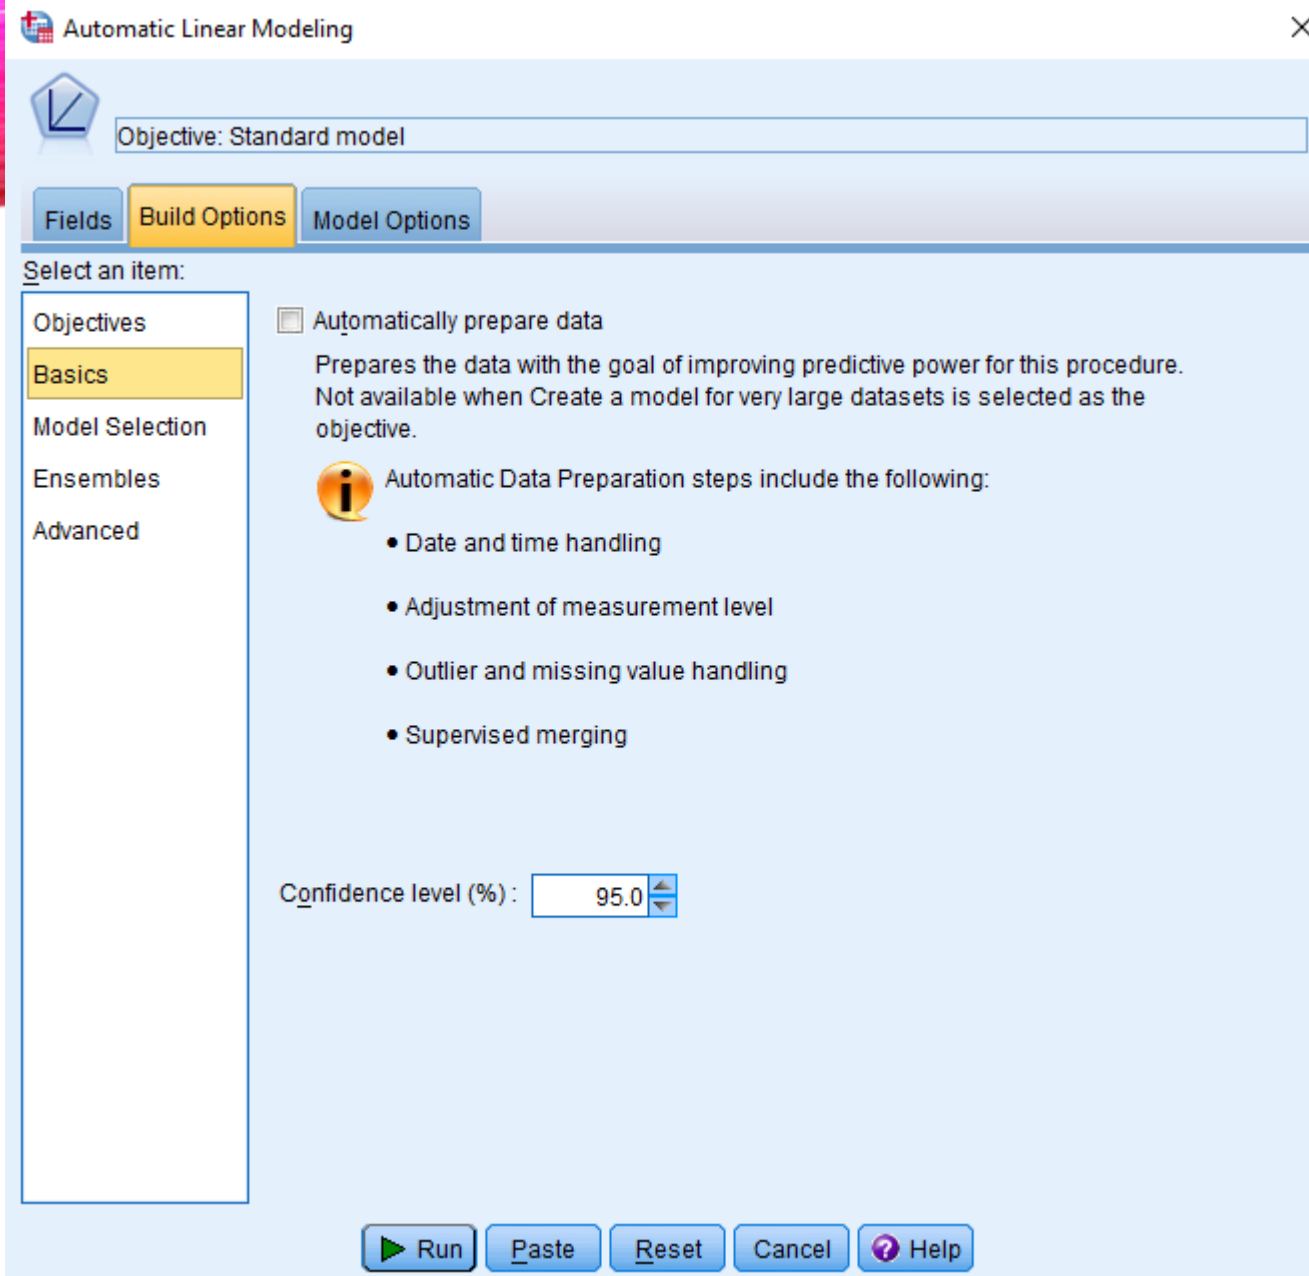 Automatic Linear Modeling
Objective: Standard model
Fields
Build Options
Model Options
Select an item:
Objectives
Basics
Model Selection
Ensembles
Advanced
Automatically prepare data
Prepares the data with the goal of improving predictive power for this procedure.
Not available when Create a model for very large datasets is selected as the
objective.
Automatic Data Preparation steps include the following:
• Date and time handling
• Adjustment of measurement level
• Outlier and missing value handling
• Supervised merging
Confidence level (%) : 95.0
Run
Paste
Reset
Cancel
Help